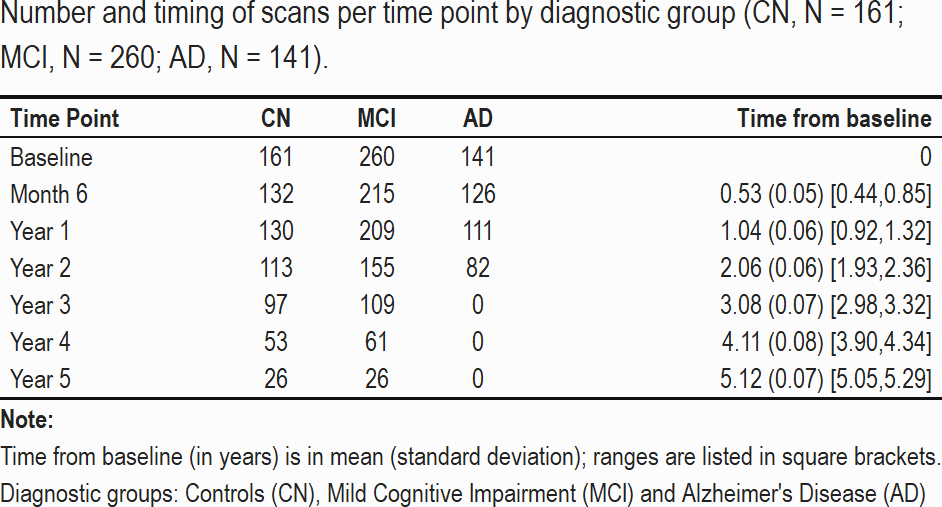 Number and timing of scans per time point by diagnostic group (CN, N = 161;
MCI, N = 260; AD, N = 141).
Time Point CN MCI AD Time from baseline
Baseline 161 260 141 0
Month 6 132 215 126 0.53 (0.05) [0.44,0.85]
Year 1 130 209 111 1.04 (0.06) [0.92,1.32]
Year 2 113 155 82 2.06 (0.06) [1.93,2.36]
Year 3 97 109 0 3.08 (0.07) [2.98,3.32]
Year 4 53 61 0 4.11 (0.08) [3.90,4.34]
Year 5 26 26 0 5.12 (0.07) [5.05,5.29]
Note:
Time from baseline (in years) is in mean (standard deviation); ranges are listed in square brackets.
Diagnostic groups: Controls (CN), Mild Cognitive Impairment (MCI) and Alzheimer's Disease (AD)